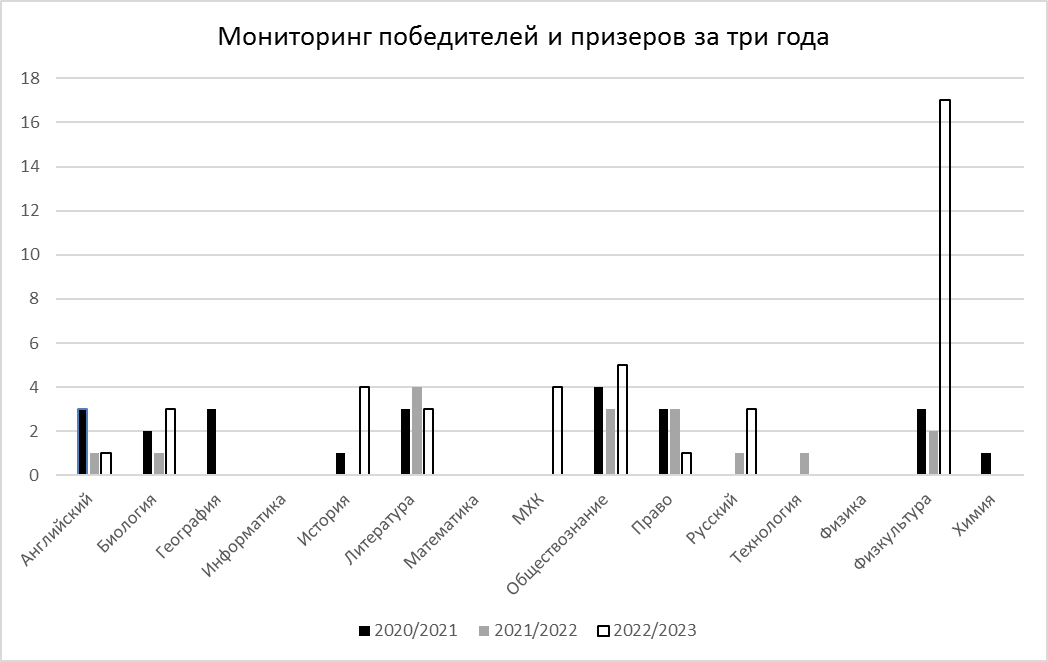 Мониторинг победителей и призеров за три года
18
16
14
12
10
8
6
4
2
0
Английский
Биология
География
Информатика
История
Литература
Математика
МХК
Обществознание
Право
Русский
Технология
Физика
Физкультура
Химия
2020/2021 2021/2022 2022/2023